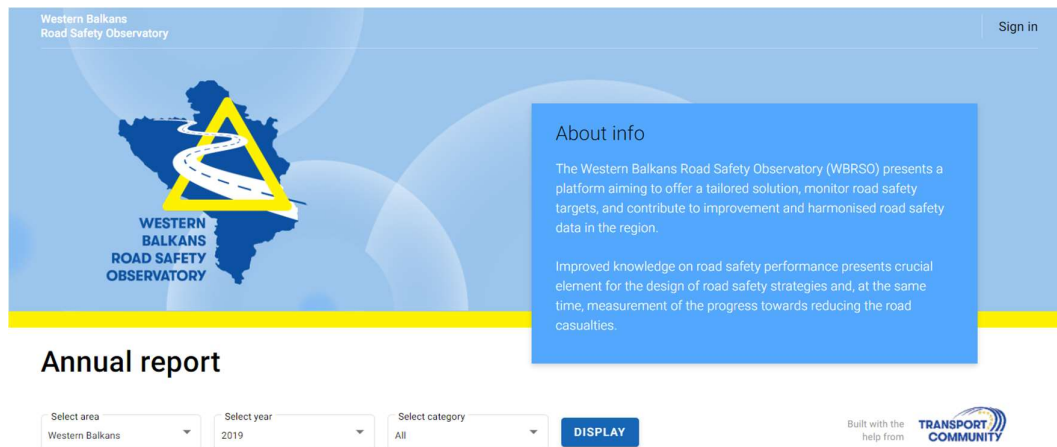 Western Balkans
Road Safety Observatory
Sign in
WESTERN
BALKANS
ROAD SAFETY
OBSERVATORY
About info
The Western Balkans Road Safety Observatory (WBRSO) presents a
platform aiming to offer a tailored solution, monitor road safety
targets, and contribute to improvement and harmonised road safety
data in the region.
Improved knowledge on road safety performance presents crucial
element for the design of road safety strategies and, at the same
time, measurement of the progress towards reducing the road
casualties.
Annual report
Select area
Western Balkans
Select year
2019
Select category
All
DISPLAY
Built with the
help from
TRANSPORT
COMMUNITY